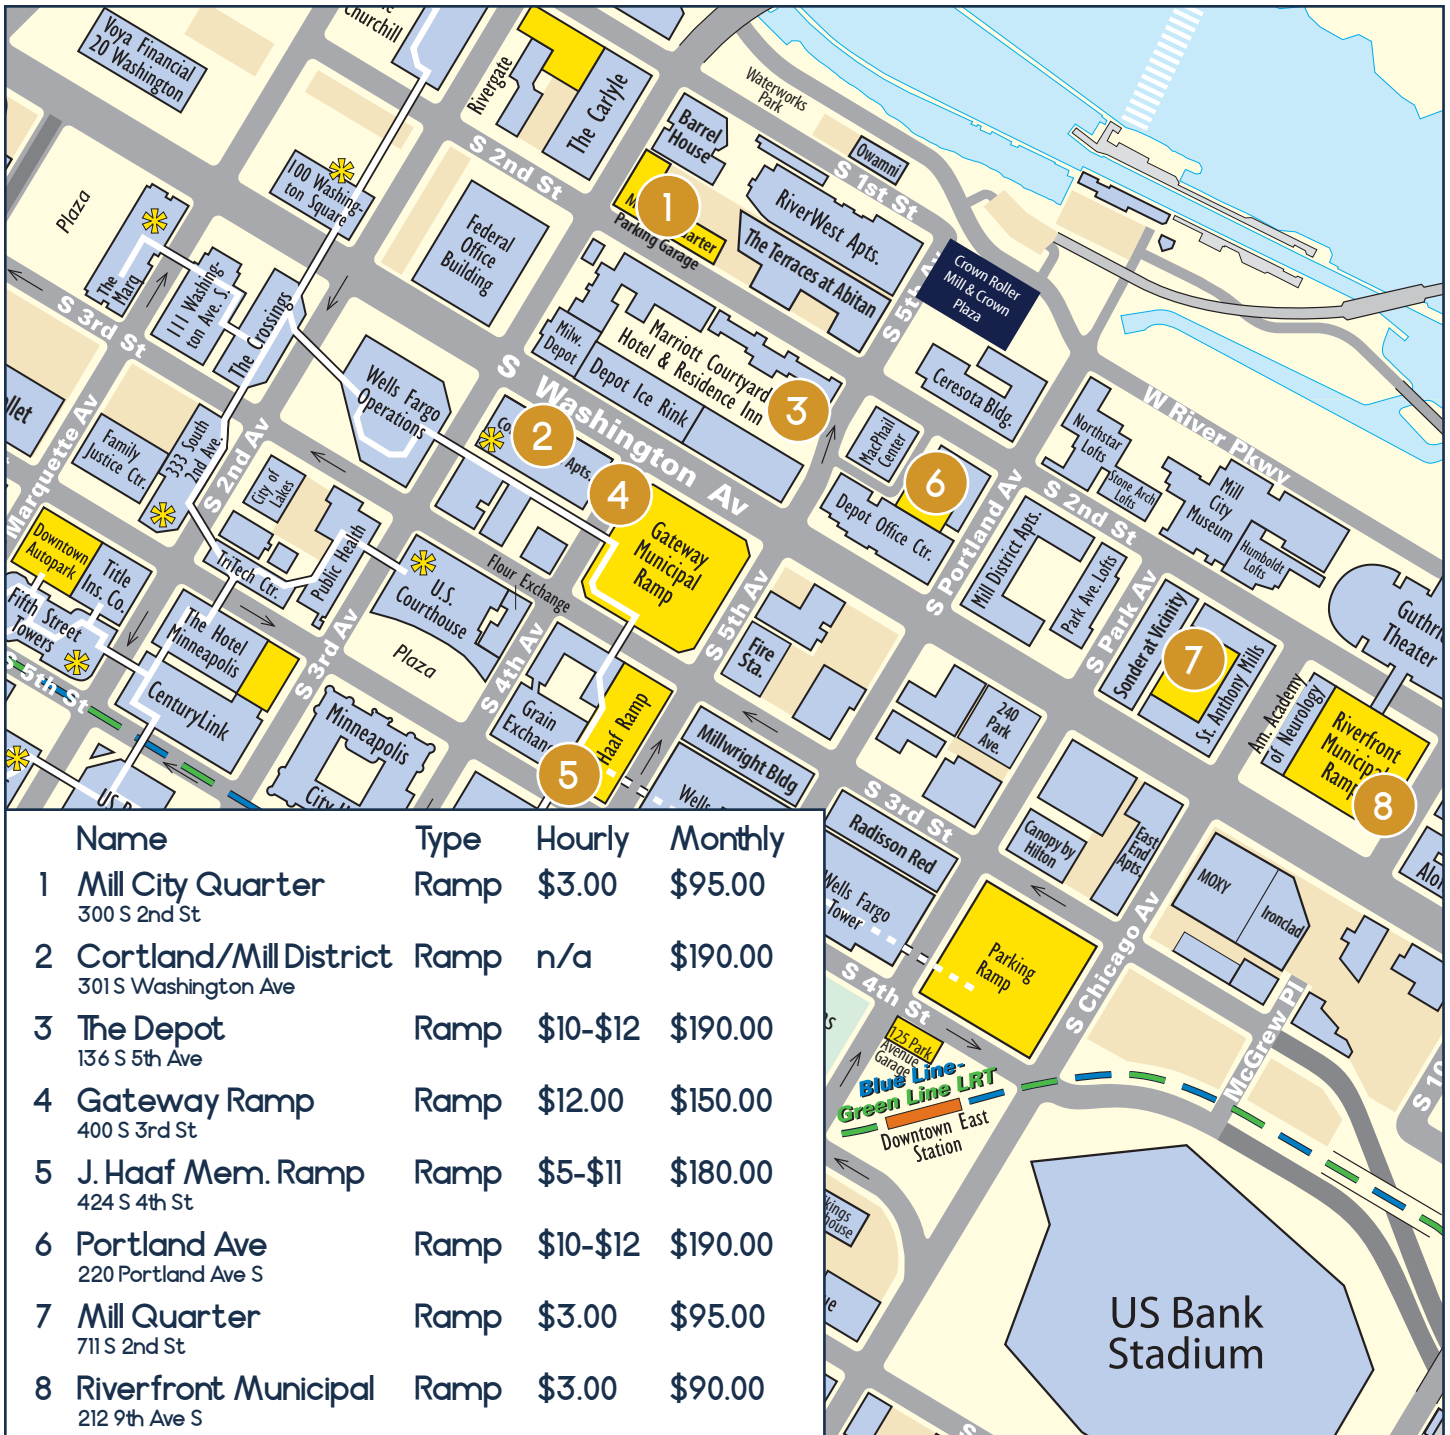 Churchill
Voya Financial
20 Washington
Rivergate
The Carlyle
Waterworks
Park
Barrel
House
Owamni
S 1st St
S 2nd St
100 Washing-
ton Square
Plaza
1
Parking Garage
RiverWest Apts.
The Terraces at Abitan
Federal
Office
Building
The
Marq
111 Washing-
ton Ave. S.
The Crossings
S 3rd St
S 5th Av
Crown Roller
Mill & Crown
Plaza
Milw.
Depot
Marriott Courtyard
Hotel & Residence Inn
Depot Ice Rink
3
Ceresota Bldg.
Wells Fargo
Operations
S Washington Av
W River Pkwy
Marquette Av
Family
Justice Ctr.
333 South
2nd Ave.
S 2nd Av
City of
Lakes
2
Apts.
4
MacPhail
Center
6
Depot Office Ctr.
Northstar
Lofts
Stone Arch
Lofts
Mill
City
Museum
Humboldt
Lofts
S 2nd St
S Portland Av
Downtown
Autopark
Title
Ins. Co.
TriTech Ctr.
Public Health
U.S.
Courthouse
Flour Exchange
Gateway
Municipal
Ramp
Mill District Apts.
Park Ave. Lofts
S Park Av
Guthrie
Theater
Fifth Street
Towers
The Hotel
Minneapolis
S 3rd Av
Plaza
S 4th Av
S 5th Av
Fire
Sta.
Sonder at Vicinity
7
St. Anthony Mills
Am. Academy
of Neurology
Riverfront
Municipal
Ramp
8
S 5th St
CenturyLink
Minneapolis
Grain
Exchange
Haaf Ramp
5
Millwright Bldg
240
Park
Ave.
S 3rd St
Radisson Red
Canopy by
Hilton
East
End
Apts.
MOXY
Ironclad
Wells Fargo
Tower
Parking
Ramp
S Chicago Av
S 4th St
McGrew Pl
125 Park
Avenue
Garage
Blue Line-
Green Line LRT
Downtown East
Station
S 10
US Bank
Stadium
Name Type Hourly Monthly
1 Mill City Quarter Ramp $3.00 $95.00
300 S 2nd St
2 Cortland/Mill District Ramp n/a $190.00
301 S Washington Ave
3 The Depot Ramp $10-$12 $190.00
136 S 5th Ave
4 Gateway Ramp Ramp $12.00 $150.00
400 S 3rd St
5 J. Haaf Mem. Ramp Ramp $5-$11 $180.00
424 S 4th St
6 Portland Ave Ramp $10-$12 $190.00
220 Portland Ave S
7 Mill Quarter Ramp $3.00 $95.00
711 S 2nd St
8 Riverfront Municipal Ramp $3.00 $90.00
212 9th Ave S